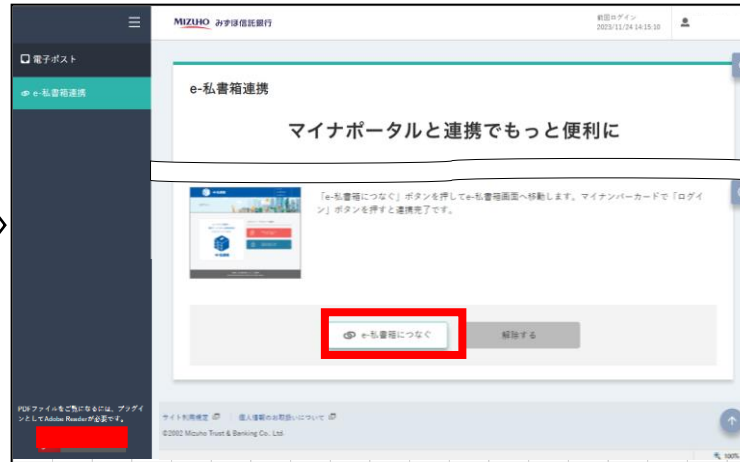 MIZUHO みずほ信託銀行
前回ログイン
2023/11/24 14:15:10
電子ポスト
e-私書箱連携
e-私書箱連携
マイナポータルと連携でもっと便利に
「e-私書箱につなぐ」ボタンを押してe-私書箱画面へ移動します。マイナンバーカードで「ログイ
ン」ボタンを押すと連携完了です。
e-私書箱につなぐ
解除する
PDFファイルをご覧になるには、プラグイ
ンとしてAdobe Readerが必要です。
サイト利用規定
個人情報のお取扱いについて
©2002 Mizuho Trust & Banking Co., Ltd.
100%